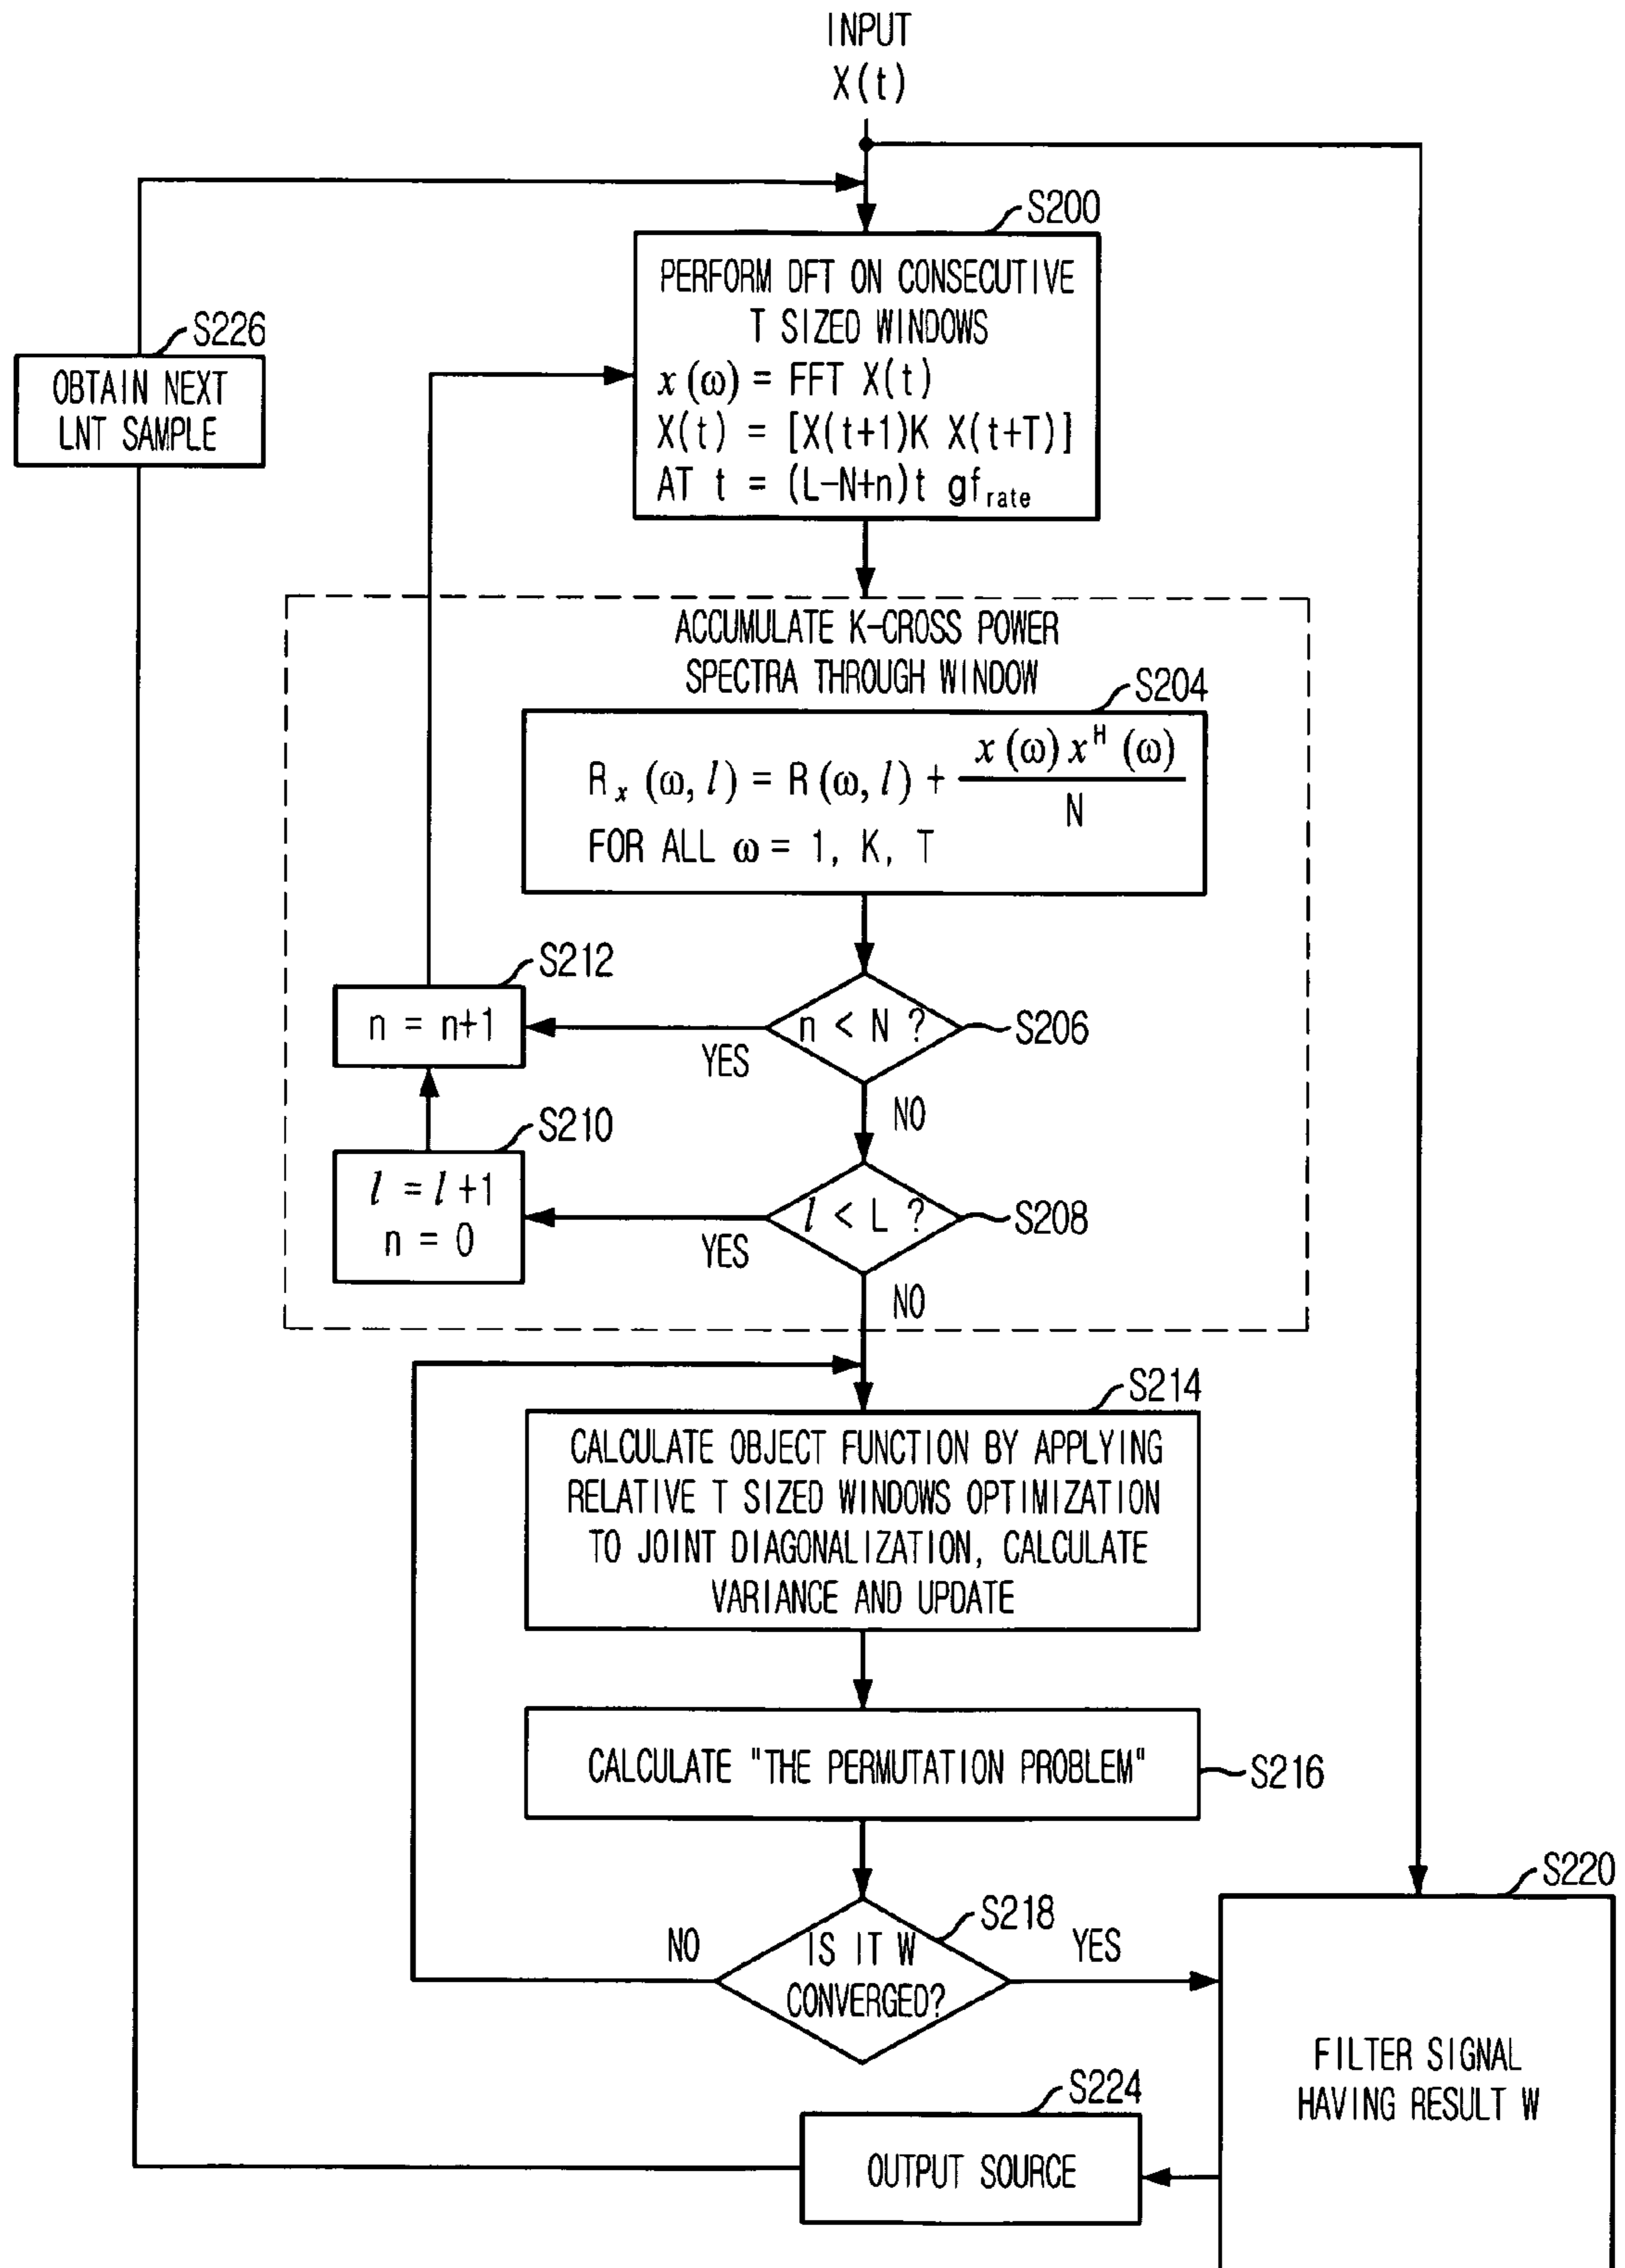 INPUT
X(t)
S200
PERFORM DFT ON CONSECUTIVE
T SIZED WINDOWS
x(ω) = FFT X(t)
X(t) = [X(t+1)K X(t+T)]
AT t = (L-N+n)t gf_rate
S226
OBTAIN NEXT
LNT SAMPLE
ACCUMULATE K-CROSS POWER
SPECTRA THROUGH WINDOW
S204
R_x (ω, l) = R(ω, l) + x(ω) x^H (ω) / N
FOR ALL ω = 1, K, T
S212
n = n+1
n < N ?
S206
YES
NO
S210
l = l +1
n = 0
l < L ?
S208
YES
NO
S214
CALCULATE OBJECT FUNCTION BY APPLYING
RELATIVE T SIZED WINDOWS OPTIMIZATION
TO JOINT DIAGONALIZATION, CALCULATE
VARIANCE AND UPDATE
CALCULATE "THE PERMUTATION PROBLEM"
S216
S218
NO
IS IT W
CONVERGED?
YES
S220
FILTER SIGNAL
HAVING RESULT W
S224
OUTPUT SOURCE